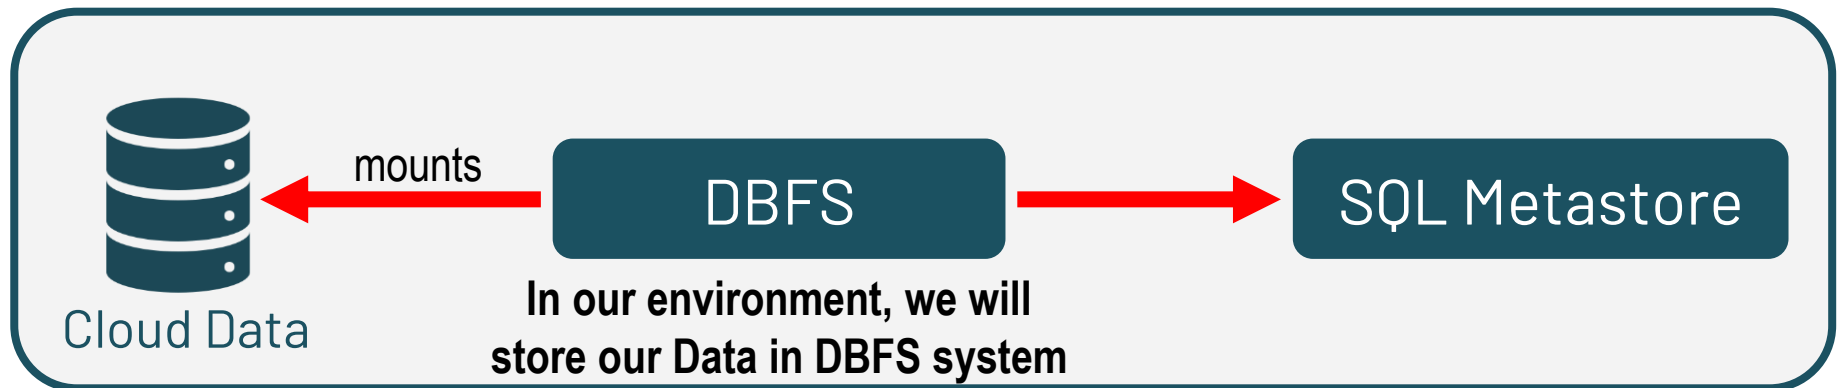 mounts
DBFS
SQL Metastore
Cloud Data
In our environment, we will
store our Data in DBFS system